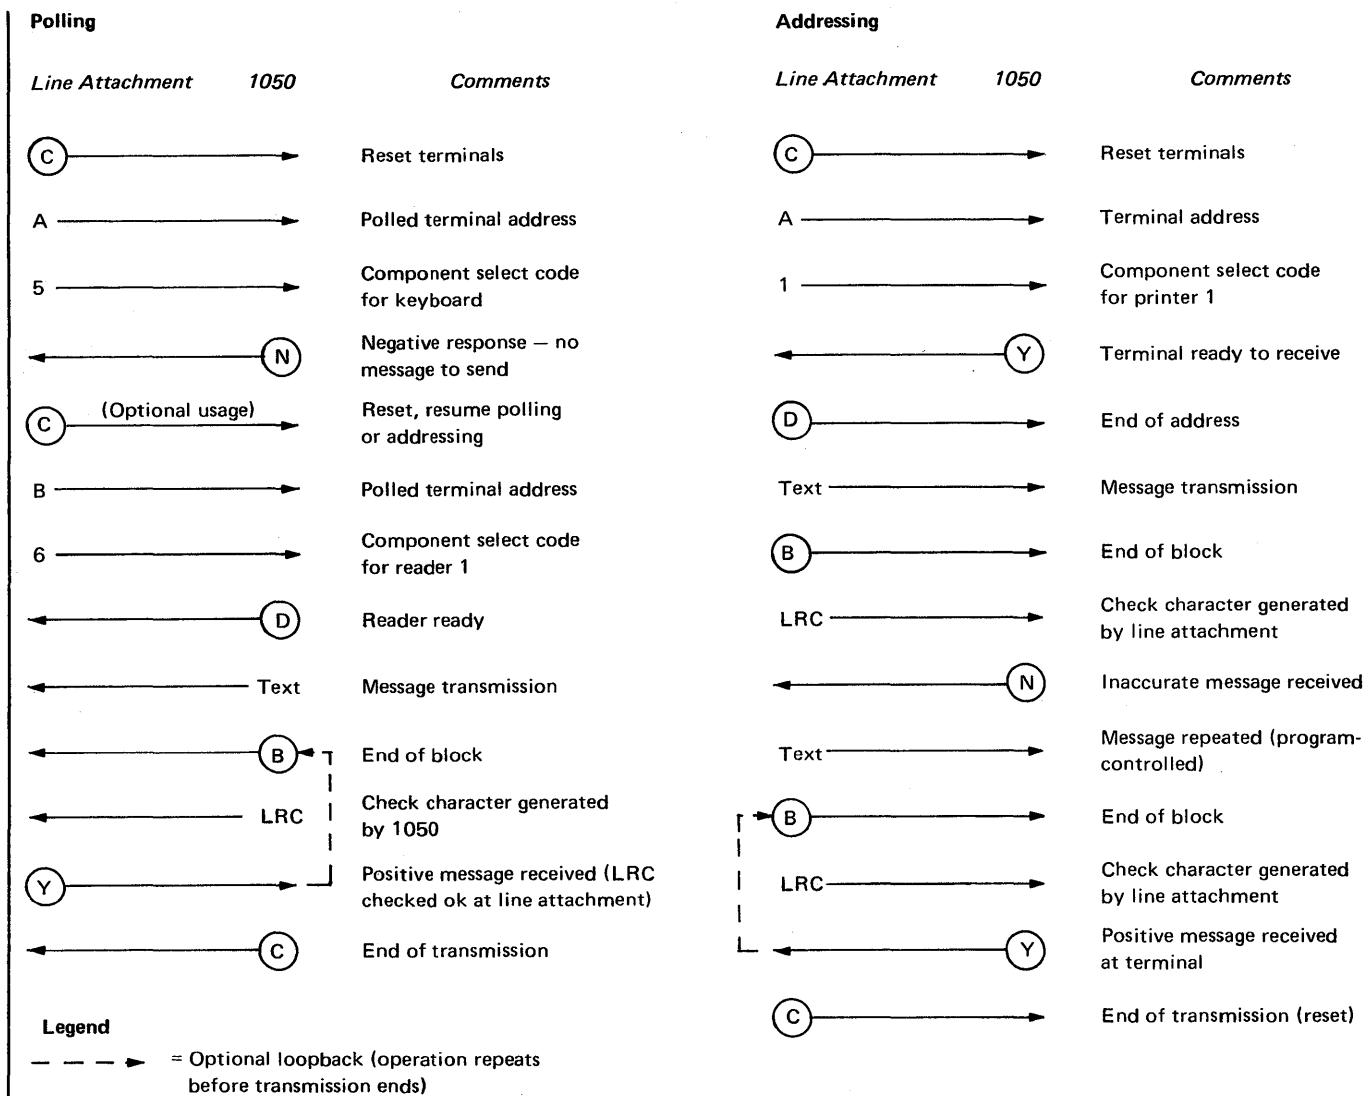 Polling
Line Attachment 1050 Comments
C Reset terminals
A Polled terminal address
5 Component select code
for keyboard
N Negative response — no
message to send
C (Optional usage) Reset, resume polling
or addressing
B Polled terminal address
6 Component select code
for reader 1
D Reader ready
Text Message transmission
B End of block
LRC Check character generated
by 1050
Y Positive message received (LRC
checked ok at line attachment)
C End of transmission
Legend
= Optional loopback (operation repeats
before transmission ends)
Addressing
Line Attachment 1050 Comments
C Reset terminals
A Terminal address
1 Component select code
for printer 1
Y Terminal ready to receive
D End of address
Text Message transmission
B End of block
LRC Check character generated
by line attachment
N Inaccurate message received
Text Message repeated (program-
controlled)
B End of block
LRC Check character generated
by line attachment
Y Positive message received
at terminal
C End of transmission (reset)